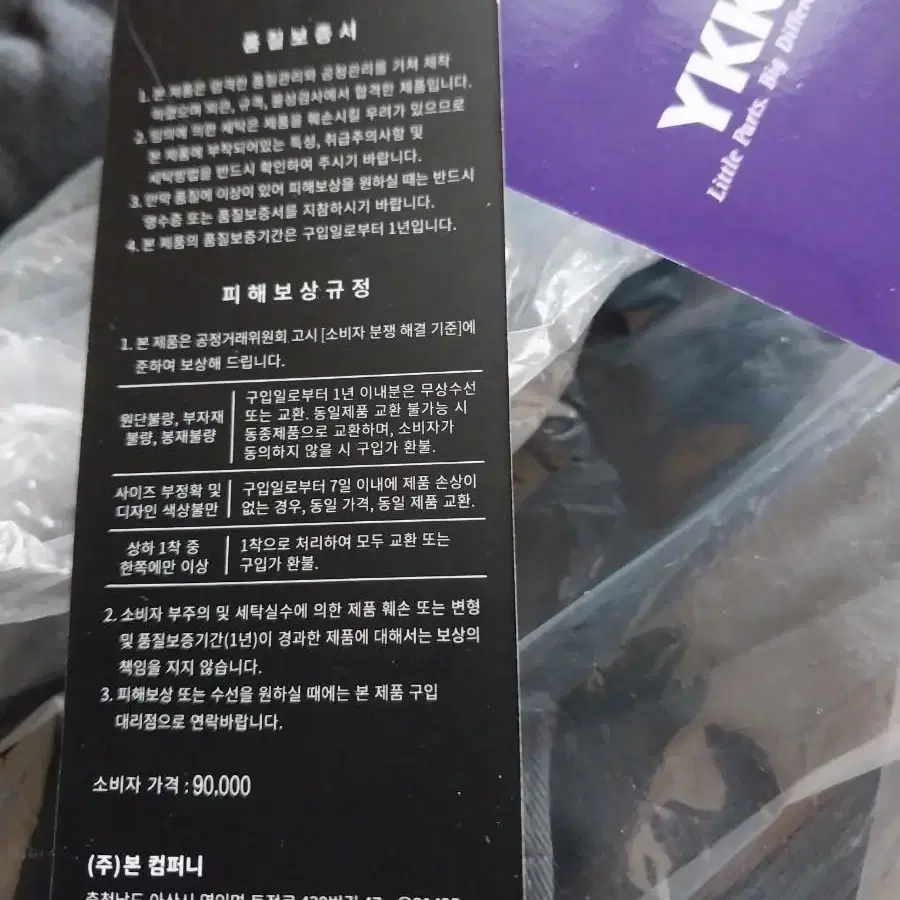 품질보증서
1. 본 제품은 엄격한 품질관리와 공정관리를 거쳐 제작
하였으며 외관, 규격, 물성검사에서 합격한 제품입니다.
2. 임의에 의한 세탁은 제품을 훼손시킬 우려가 있으므로
본 제품에 부착되어있는 특성, 취급주의사항 및
세탁방법을 반드시 확인하여 주시기 바랍니다.
3. 만약 품질에 이상이 있어 피해보상을 원하실 때는 반드시
영수증 또는 품질보증서를 지참하시기 바랍니다.
4. 본 제품의 품질보증기간은 구입일로부터 1년입니다.
피해보상규정
1. 본 제품은 공정거래위원회 고시 [소비자 분쟁 해결 기준]에
준하여 보상해 드립니다.
원단불량, 부자재
불량, 봉재불량
구입일로부터 1년 이내분은 무상수선
또는 교환. 동일제품 교환 불가능 시
동종제품으로 교환하며, 소비자가
동의하지 않을 시 구입가 환불.
사이즈 부정확 및
디자인 색상불만
구입일로부터 7일 이내에 제품 손상이
없는 경우, 동일 가격, 동일 제품 교환.
상하 1착 중
한쪽에만 이상
1착으로 처리하여 모두 교환 또는
구입가 환불.
2. 소비자 부주의 및 세탁실수에 의한 제품 훼손 또는 변형
및 품질보증기간(1년)이 경과한 제품에 대해서는 보상의
책임을 지지 않습니다.
3. 피해보상 또는 수선을 원하실 때에는 본 제품 구입
대리점으로 연락바랍니다.
소비자 가격 : 90,000
(주)본 컴퍼니
YKK
Little Parts. Big